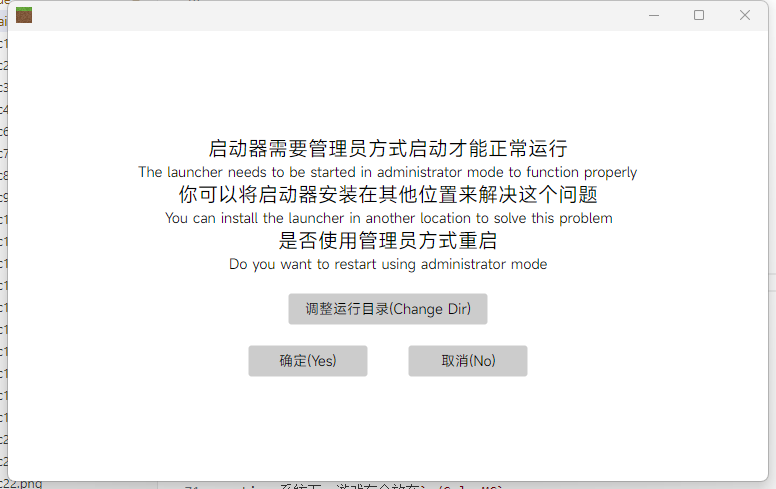 启动器需要管理员方式启动才能正常运行
The launcher needs to be started in administrator mode to function properly
你可以将启动器安装在其他位置来解决这个问题
You can install the launcher in another location to solve this problem
是否使用管理员方式重启
Do you want to restart using administrator mode
调整运行目录(Change Dir)
确定(Yes)
取消(No)
c22.png